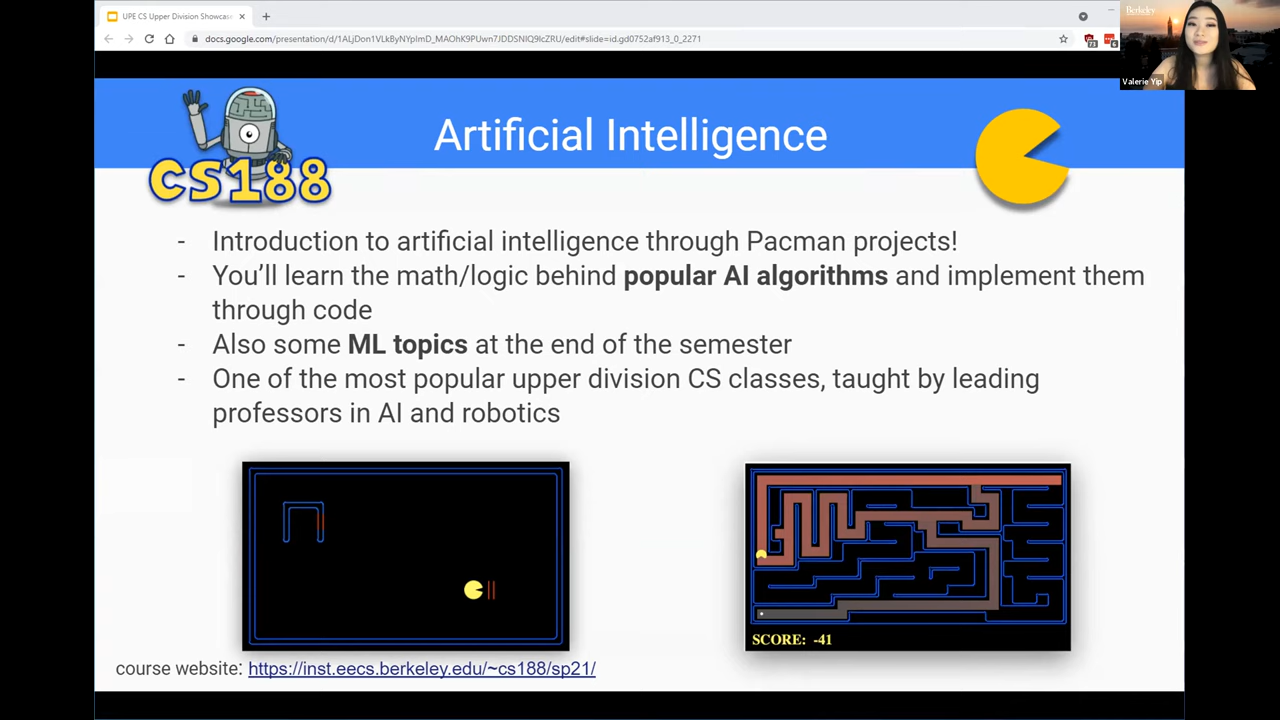 UPE CS Upper Division Showcase
docs.google.com/presentation/d/1ALjDon1VLkByNYplmD_MAOhK9PUwn7JDDSNlQ9lcZRU/edit#slide=id.gd0752af913_0_2271
73
6
Berkeley
Valerie Yip
CS188
Artificial Intelligence
- Introduction to artificial intelligence through Pacman projects!
- You'll learn the math/logic behind popular AI algorithms and implement them
through code
- Also some ML topics at the end of the semester
- One of the most popular upper division CS classes, taught by leading
professors in AI and robotics
SCORE: -41
course website: https://inst.eecs.berkeley.edu/~cs188/sp21/